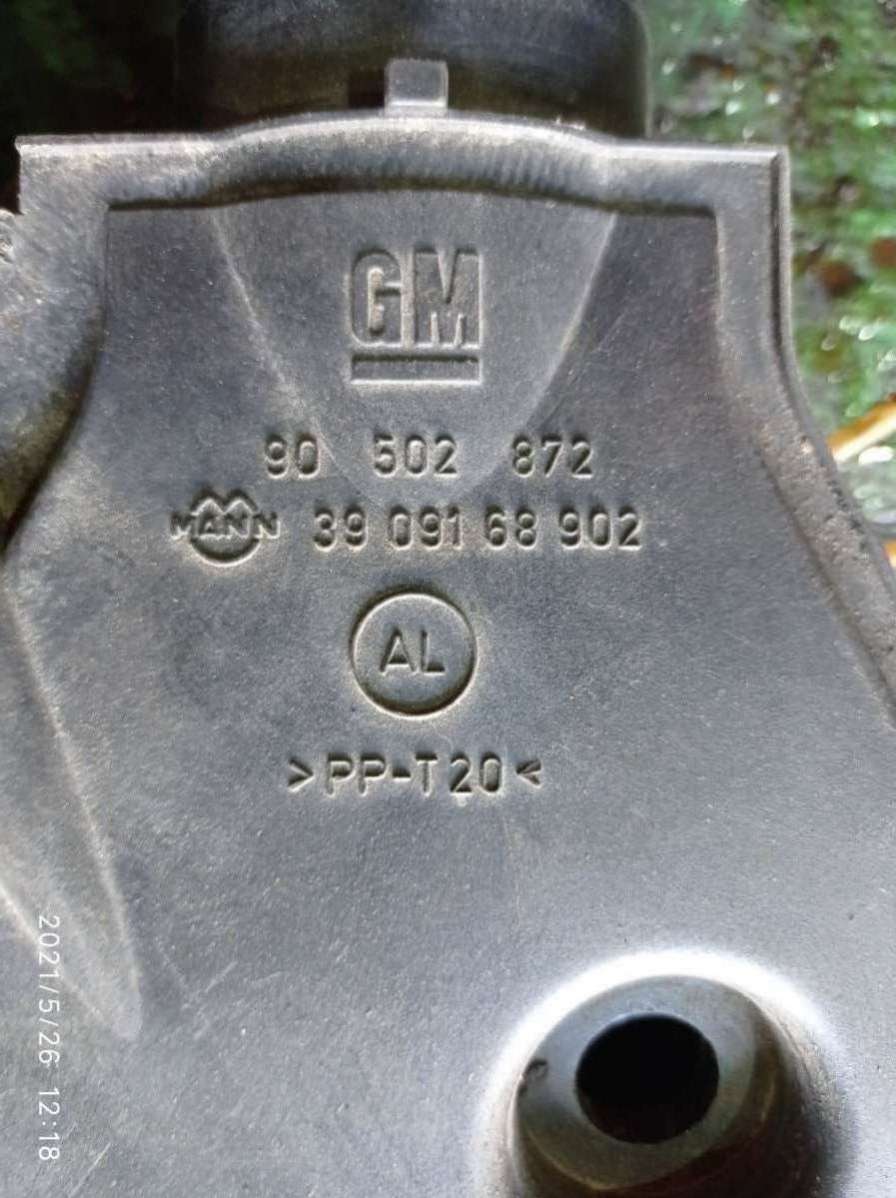 GM
90 502 872
MANN 39 091 68 902
AL
>PP-T20<
2021/5/26 12:18